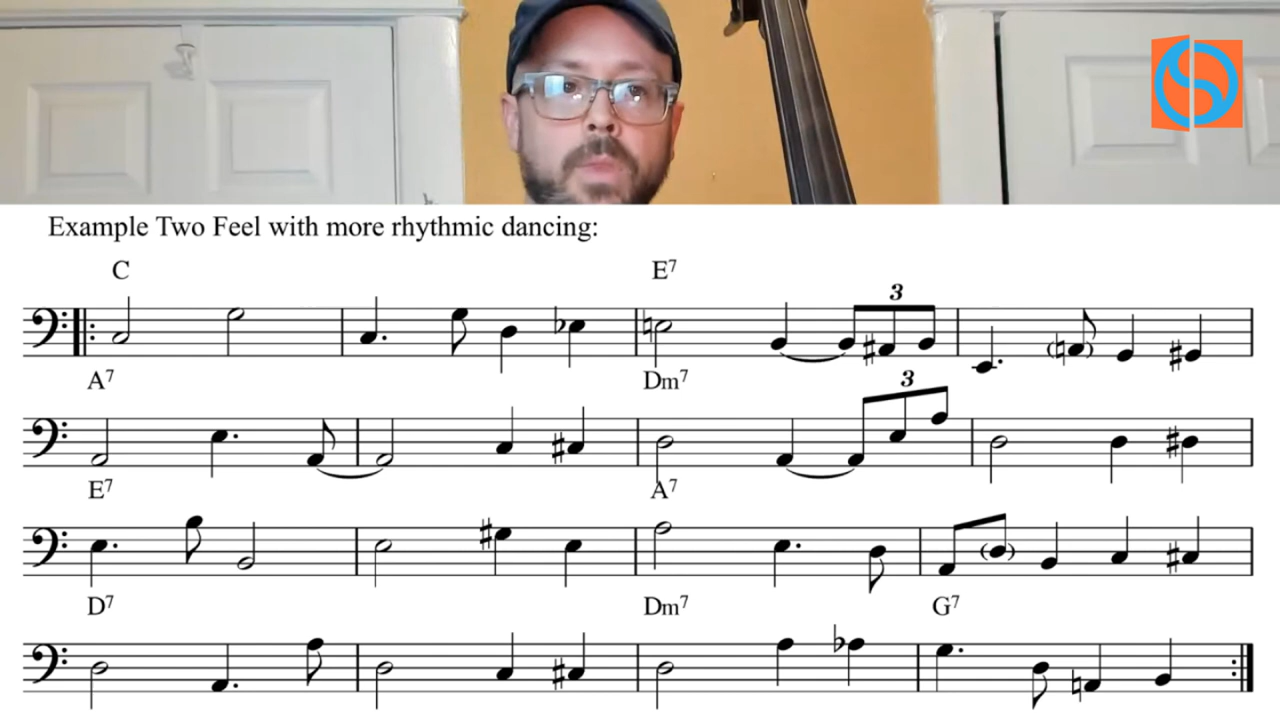 Example Two Feel with more rhythmic dancing:
C E7
3
A7 Dm7
3
E7 A7
D7 Dm7 G7